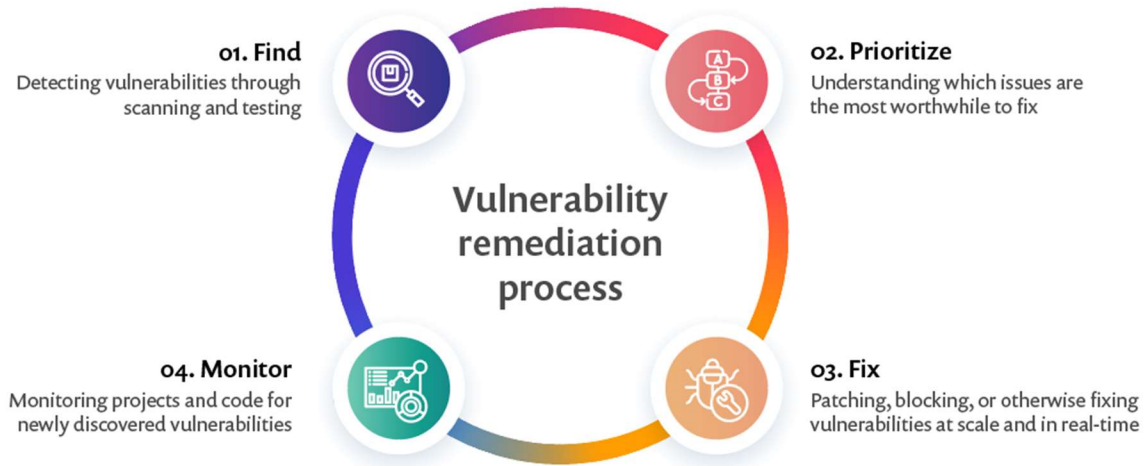 01. Find
Detecting vulnerabilities through
scanning and testing
02. Prioritize
Understanding which issues are
the most worthwhile to fix
A
B
C
Vulnerability
remediation
process
04. Monitor
Monitoring projects and code for
newly discovered vulnerabilities
03. Fix
Patching, blocking, or otherwise fixing
vulnerabilities at scale and in real-time